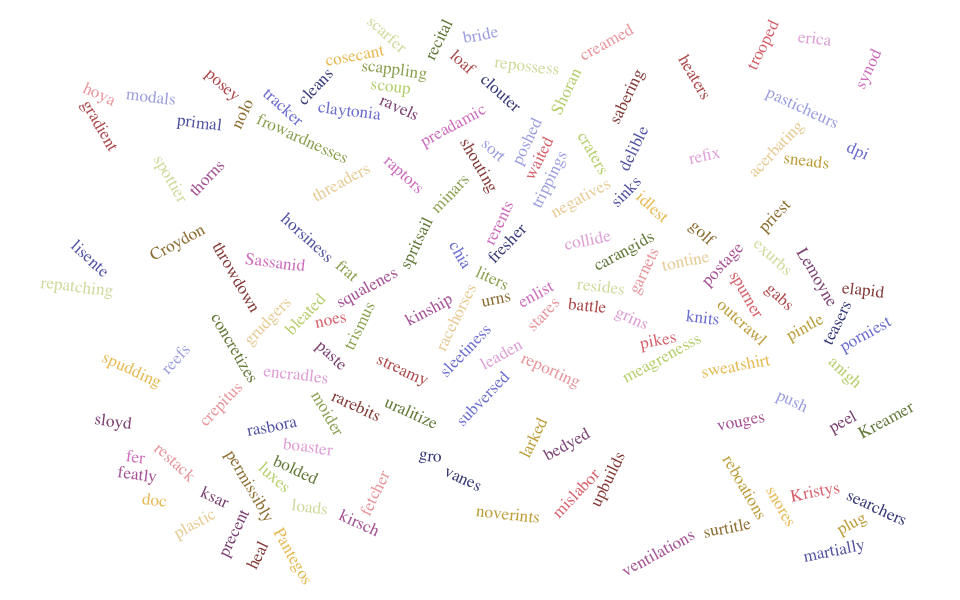 scarfer
recital
bride
creamed
trooped
erica
synod
cosecant
loaf
repossess
scappling
scoup
clouter
Shoran
heaters
sabering
hoya
modals
posey
cleans
tracker
nolo
claytonia
ravels
pasticheurs
gradient
primal
frowardnesses
preadamic
sort
poshed
waited
craters
delible
refix
acerbating
sneads
dpi
spottier
thorns
threaders
raptors
shouting
minars
trippings
negatives
sinks
idlest
priest
lisente
Croydon
horsiness
spritsail
rerents
fresher
collide
carangids
golf
exurbs
Lemoyne
repatching
throwdown
Sassanid
frat
squalenes
chia
liters
garnets
tontine
postage
spurner
gabs
elapid
grudgers
bleated
noes
trismus
kinship
racehorses
urns
enlist
stares
battle
resides
grins
knits
outcrawl
pintle
teasers
porniest
concretizes
reefs
spudding
paste
streamy
sleetiness
leaden
reporting
pikes
meagrenesss
sweatshirt
anigh
encradles
crepitus
moider
rarebits
uralitize
subversed
push
vouges
peel
Kreamer
sloyd
rasbora
boaster
larked
bedyed
fer
featly
restack
permissibly
luxes
bolded
gro
vanes
mislabor
upbuilds
reboations
snores
Kristys
searchers
doc
ksar
plastic
precent
heal
loads
Pantegos
kirsch
fetcher
noverints
ventilations
surtitle
plug
martially